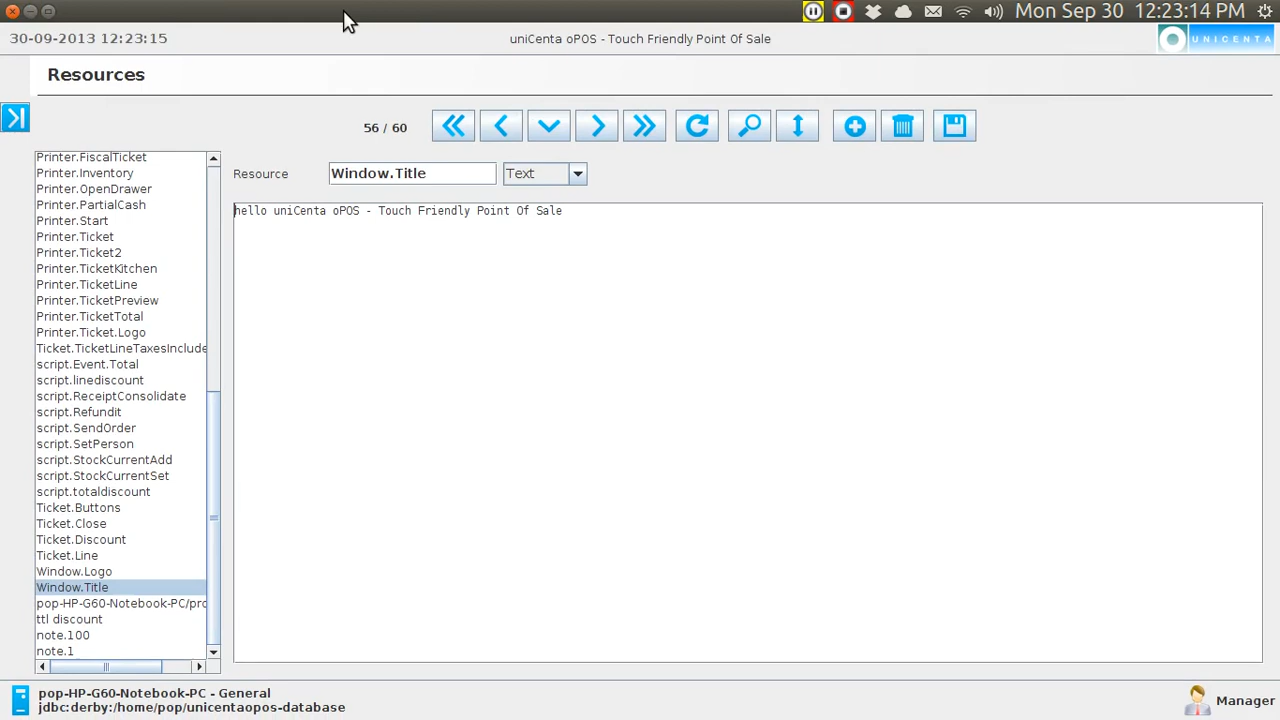 Mon Sep 30 12:23:14 PM
30-09-2013 12:23:15
uniCenta oPOS - Touch Friendly Point Of Sale
UNICENTA
Resources
56 / 60
Resource
Window.Title
Text
hello uniCenta oPOS - Touch Friendly Point Of Sale
Printer.FiscalTicket
Printer.Inventory
Printer.OpenDrawer
Printer.PartialCash
Printer.Start
Printer.Ticket
Printer.Ticket2
Printer.TicketKitchen
Printer.TicketLine
Printer.TicketPreview
Printer.TicketTotal
Printer.Ticket.Logo
Ticket.TicketLineTaxesInclude
script.Event.Total
script.linediscount
script.ReceiptConsolidate
script.Refundit
script.SendOrder
script.SetPerson
script.StockCurrentAdd
script.StockCurrentSet
script.totaldiscount
Ticket.Buttons
Ticket.Close
Ticket.Discount
Ticket.Line
Window.Logo
Window.Title
pop-HP-G60-Notebook-PC/pro
ttl discount
note.100
note.1
pop-HP-G60-Notebook-PC - General
jdbc:derby:/home/pop/unicentaopos-database
Manager